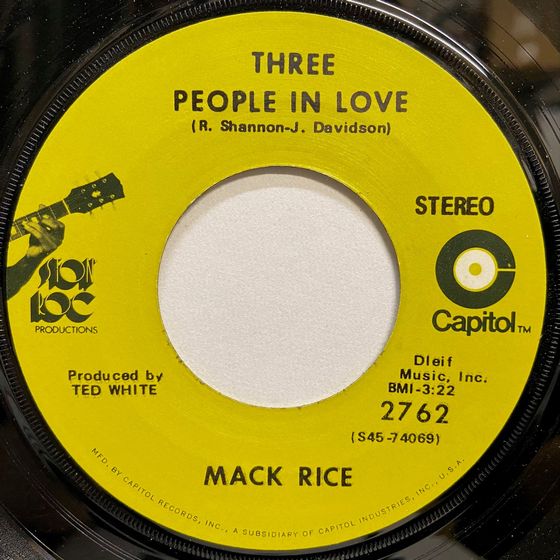 THREE
PEOPLE IN LOVE
(R. Shannon-J. Davidson)
STEREO
PRODUCTIONS
Capitol TM
Produced by
TED WHITE
Dleif
Music, Inc.
BMI-3:22
2762
(S45-74069)
MACK RICE
MFD. BY CAPITOL RECORDS, INC., A SUBSIDIARY OF CAPITOL INDUSTRIES, INC., U.S.A.